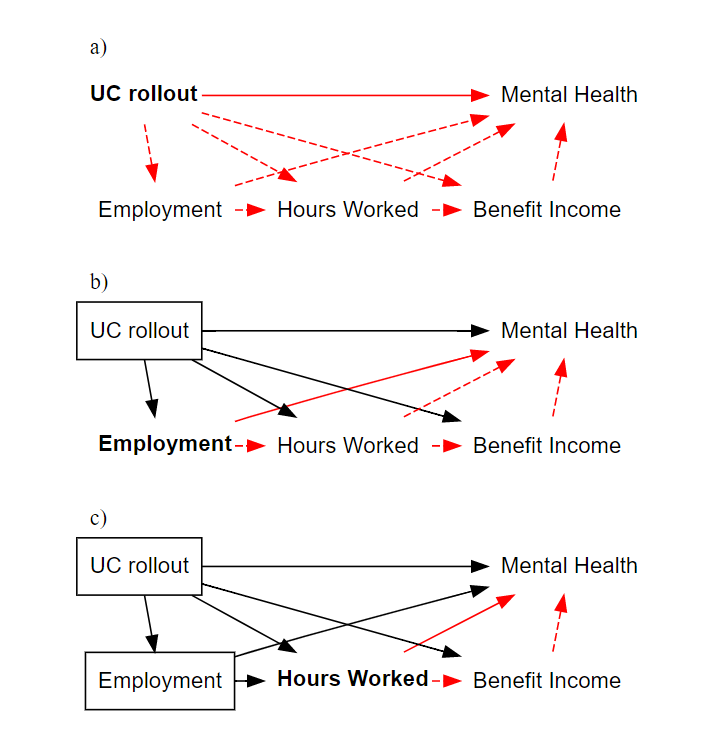 a)
UC rollout Mental Health
Employment Hours Worked Benefit Income
b)
UC rollout Mental Health
Employment Hours Worked Benefit Income
c)
UC rollout Mental Health
Employment Hours Worked Benefit Income